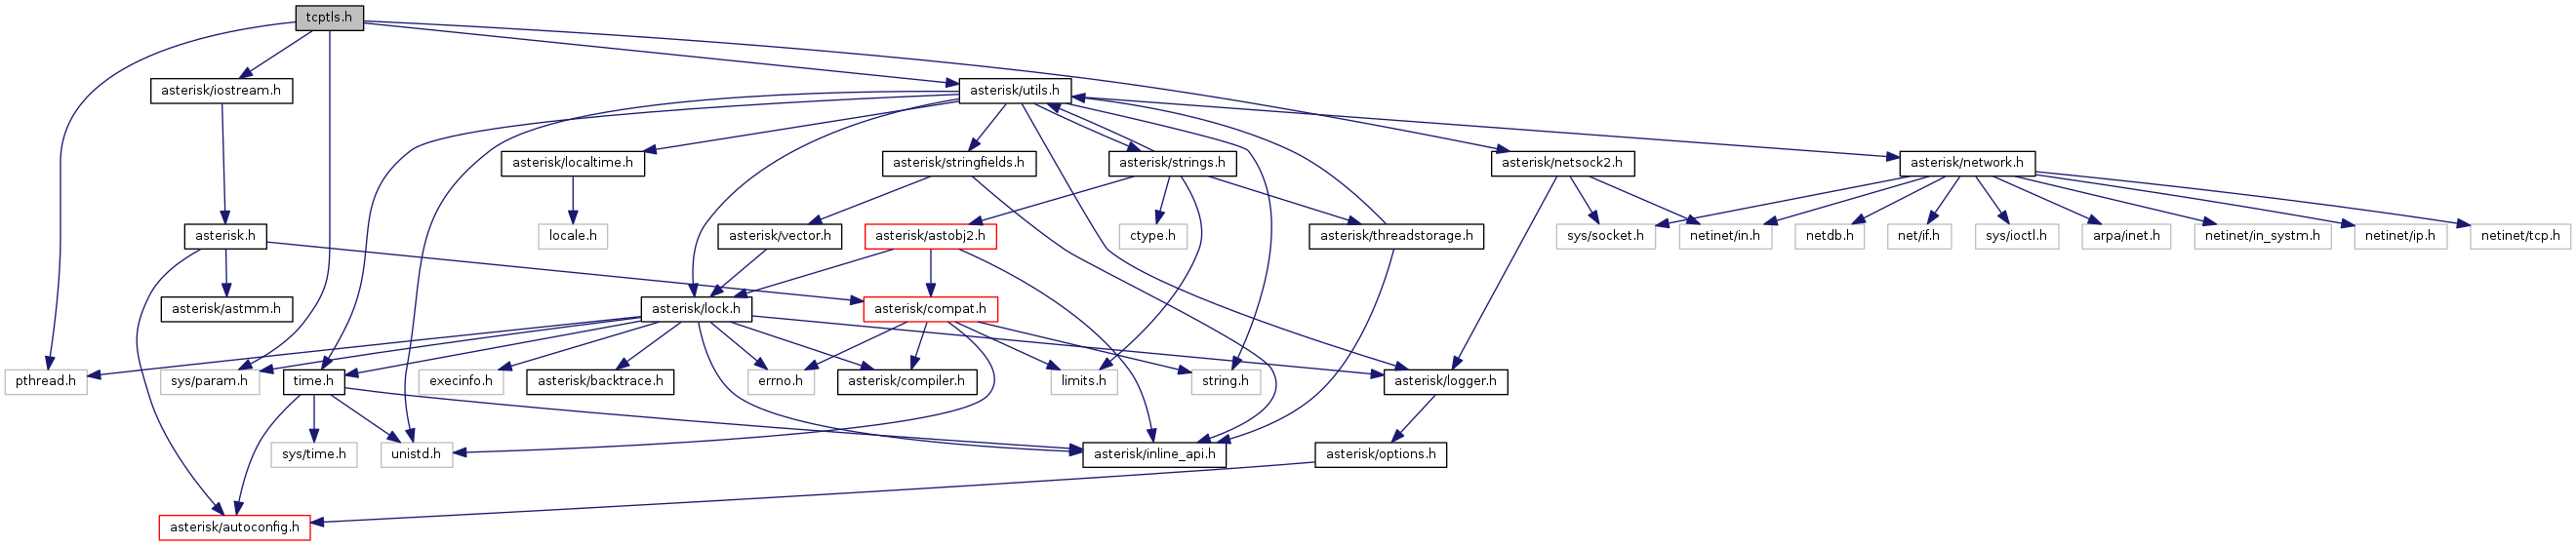 tcptls.h
asterisk/iostream.h
asterisk/utils.h
asterisk/localtime.h
asterisk/stringfields.h
asterisk/strings.h
asterisk/netsock2.h
asterisk/network.h
asterisk.h
locale.h
asterisk/vector.h
asterisk/astobj2.h
ctype.h
asterisk/threadstorage.h
sys/socket.h
netinet/in.h
netdb.h
net/if.h
sys/ioctl.h
arpa/inet.h
netinet/in_systm.h
netinet/ip.h
netinet/tcp.h
asterisk/astmm.h
asterisk/lock.h
asterisk/compat.h
pthread.h
sys/param.h
time.h
execinfo.h
asterisk/backtrace.h
errno.h
asterisk/compiler.h
limits.h
string.h
asterisk/logger.h
sys/time.h
unistd.h
asterisk/inline_api.h
asterisk/options.h
asterisk/autoconfig.h